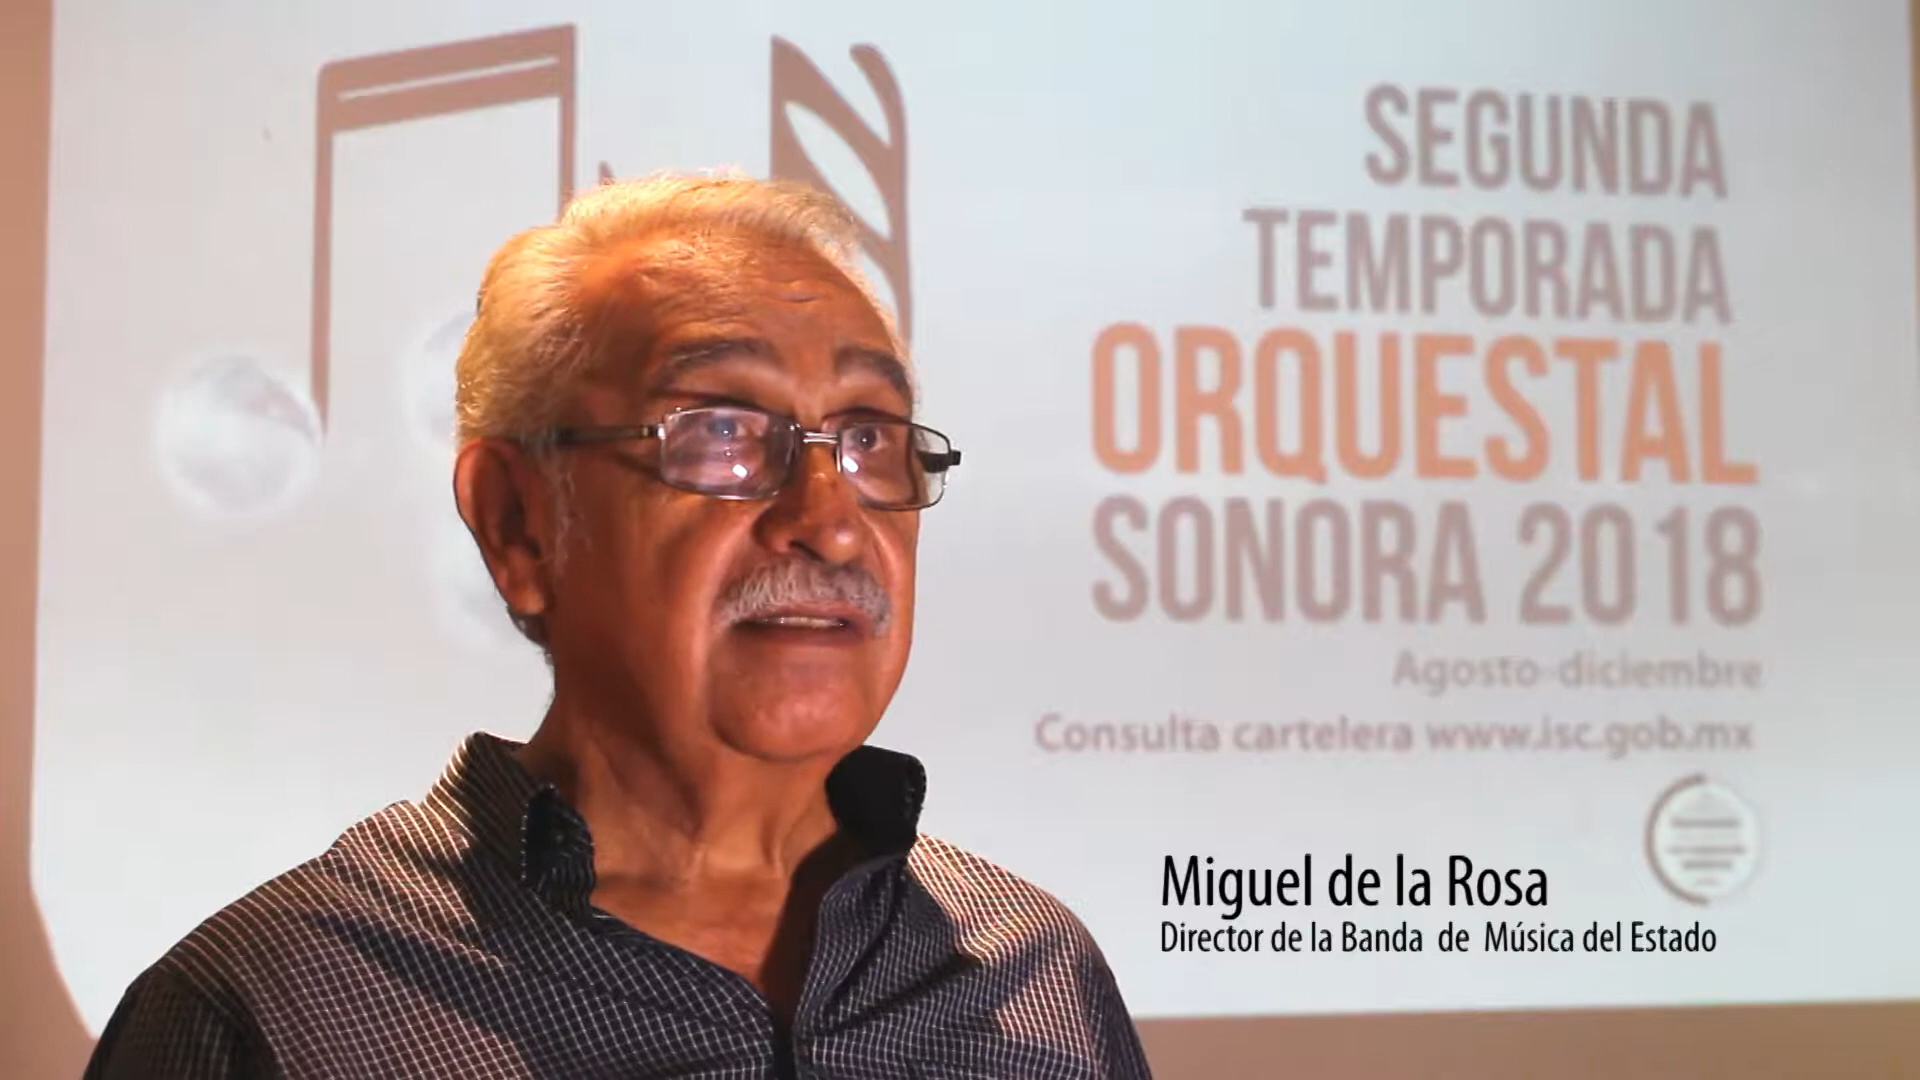 SEGUNDA
TEMPORADA
ORQUESTAL
SONORA 2018
Agosto-diciembre
Consulta cartelera www.isc.gob.mx
Miguel de la Rosa
Director de la Banda de Música del Estado